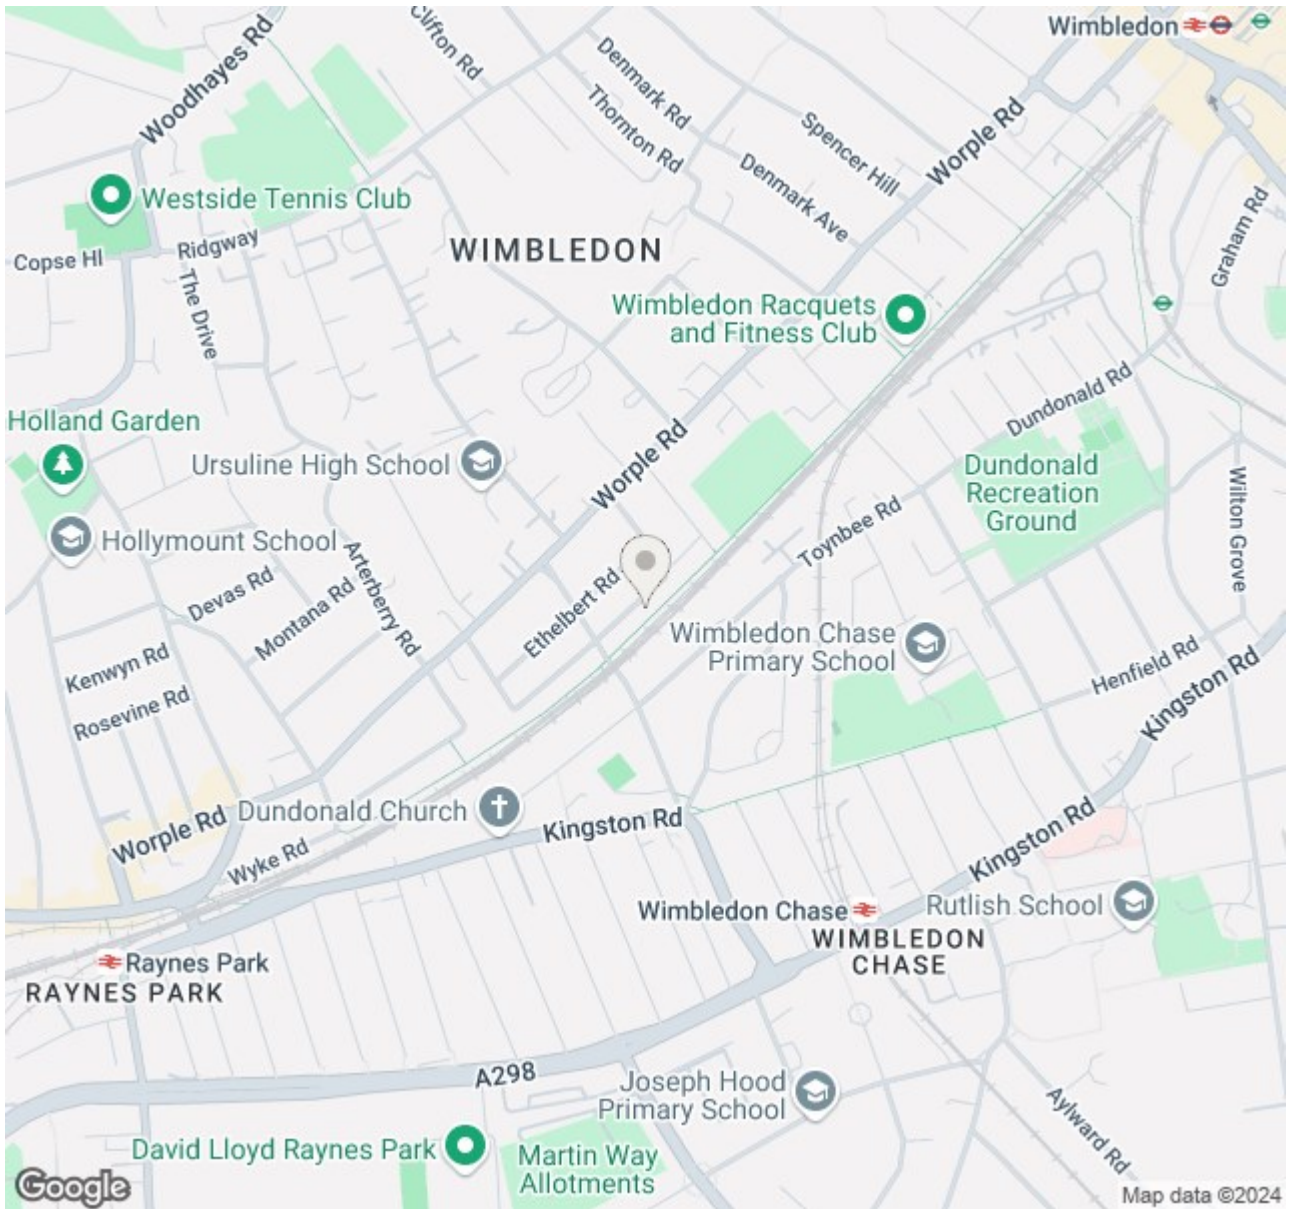 Wimbledon
Clifton Rd
Woodhayes Rd
Denmark Rd
Thornton Rd
Spencer Hill
Worple Rd
Denmark Ave
Westside Tennis Club
Graham Rd
Ridgway
Copse Hl
WIMBLEDON
The Drive
Wimbledon Racquets
and Fitness Club
Dundonald Rd
Holland Garden
Ursuline High School
Worple Rd
Dundonald
Recreation
Ground
Wilton Grove
Hollymount School
Toynbee Rd
Arterberry Rd
Devas Rd
Montana Rd
Ethelbert Rd
Wimbledon Chase
Primary School
Kenwyn Rd
Henfield Rd
Kingston Rd
Rosevine Rd
Dundonald Church
Kingston Rd
Worple Rd
Wyke Rd
Kingston Rd
Wimbledon Chase
Rutlish School
WIMBLEDON
CHASE
Raynes Park
RAYNES PARK
A298
Joseph Hood
Primary School
Aylward Rd
David Lloyd Raynes Park
Martin Way
Allotments
Google
Map data ©2024